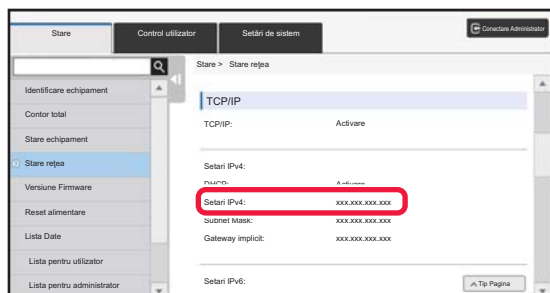 Stare
Control utilizator
Setări de sistem
Conectare Administrator
Stare > Stare reţea
Identificare echipament
Contor total
Stare echipament
Stare reţea
Versiune Firmware
Reset alimentare
Lista Date
Lista pentru utilizator
Lista pentru administrator
TCP/IP
TCP/IP: Activare
Setari IPv4:
DHCP: Activare
Setari IPv4: xxx.xxx.xxx.xxx
Subnet Mask: xxx.xxx.xxx.xxx
Gateway implicit: xxx.xxx.xxx.xxx
Setari IPv6:
Tip Pagina